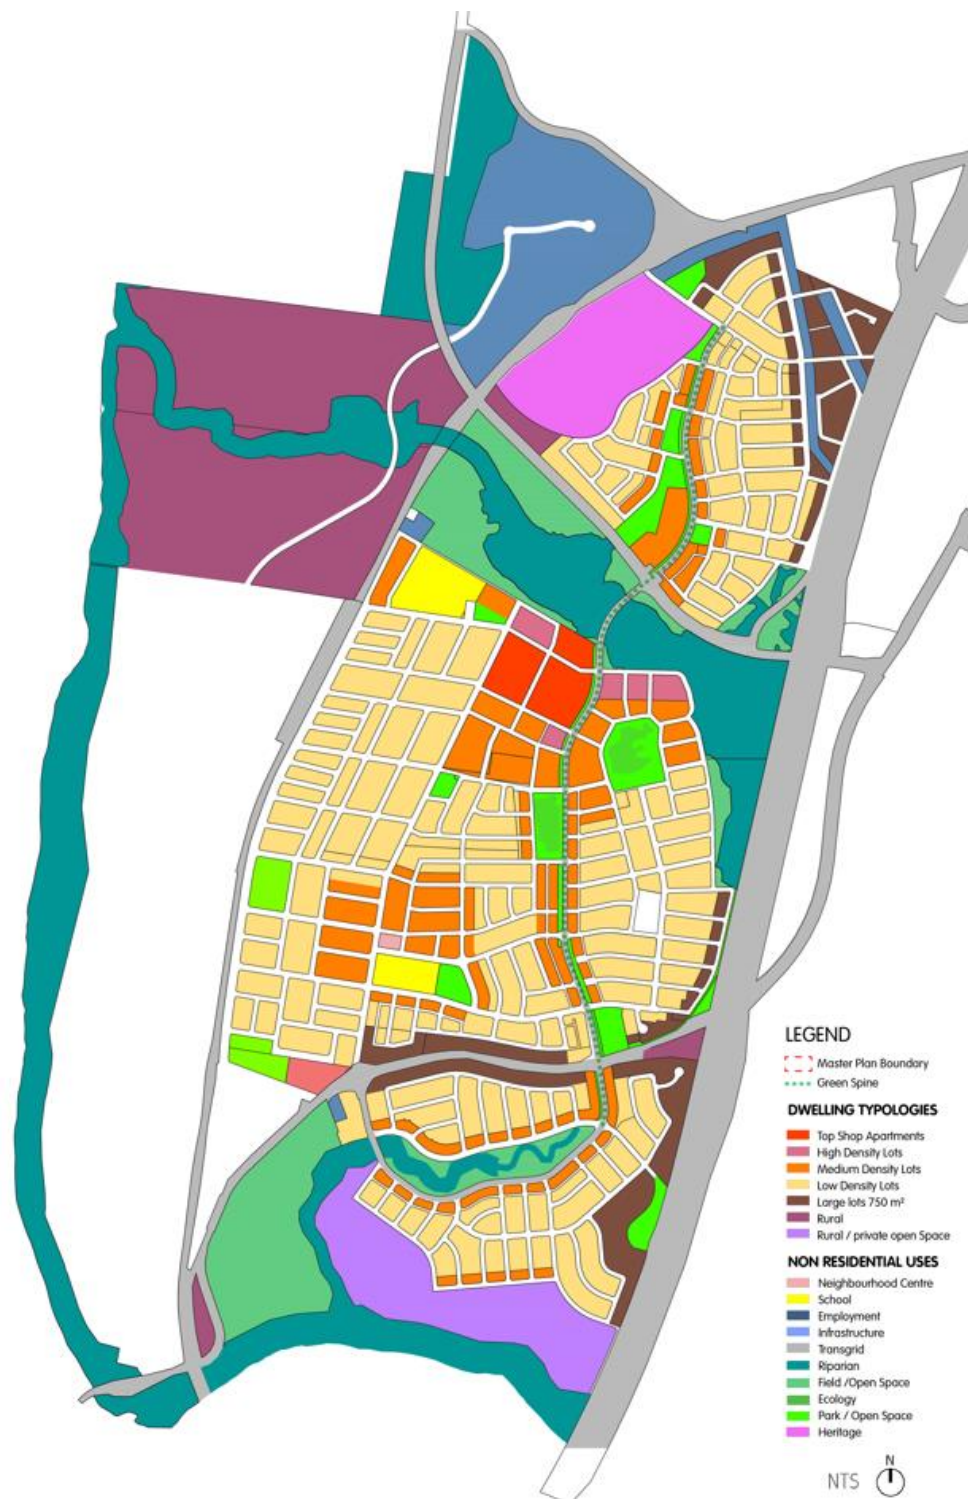 LEGEND
Master Plan Boundary
Green Spine
DWELLING TYPOLOGIES
Top Shop Apartments
High Density Lots
Medium Density Lots
Low Density Lots
Large lots 750 m²
Rural
Rural / private open Space
NON RESIDENTIAL USES
Neighbourhood Centre
School
Employment
Infrastructure
Transgrid
Riparian
Field /Open Space
Ecology
Park / Open Space
Heritage
N
NTS